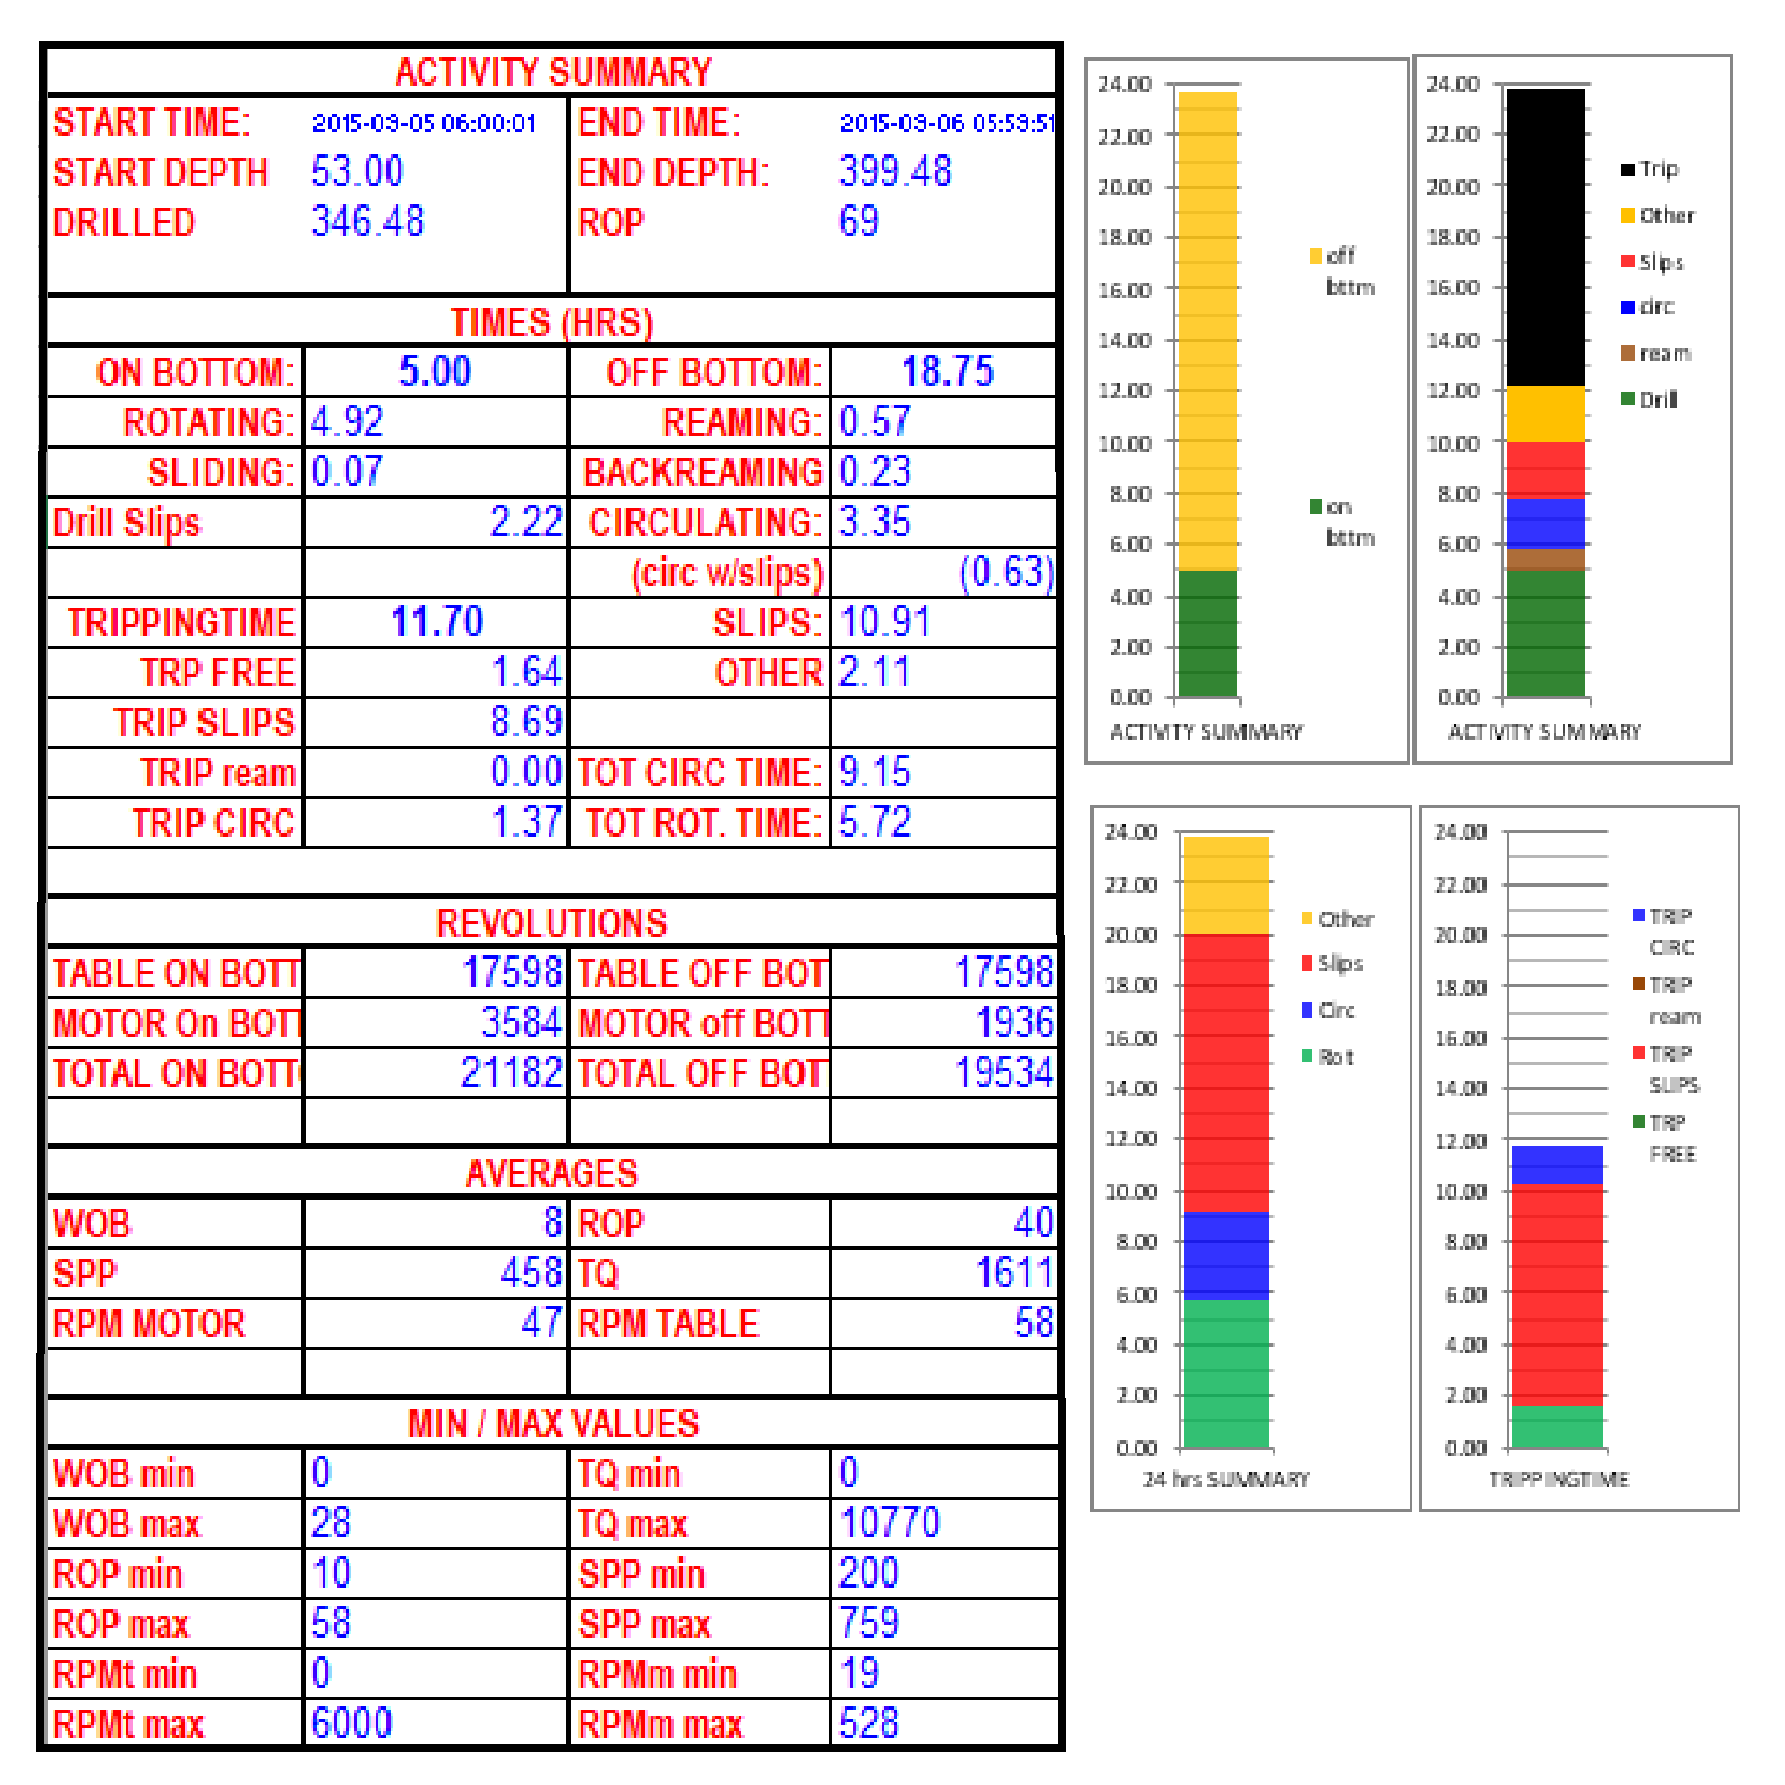 ACTIVITY SUMMARY
START TIME: 2015-09-05 06:00:01 END TIME: 2015-09-06 05:59:51
START DEPTH 53.00 END DEPTH: 399.48
DRILLED 346.48 ROP 69
TIMES (HRS)
ON BOTTOM: 5.00 OFF BOTTOM: 18.75
ROTATING: 4.92 REAMING: 0.57
SLIDING: 0.07 BACKREAMING 0.23
Drill Slips 2.22 CIRCULATING: 3.35
(circ w/slips) (0.63)
TRIPPINGTIME 11.70 SLIPS: 10.91
TRP FREE 1.64 OTHER 2.11
TRIP SLIPS 8.69
TRIP ream 0.00 TOT CIRC TIME: 9.15
TRIP CIRC 1.37 TOT ROT. TIME: 5.72
REVOLUTIONS
TABLE ON BOTT 17598 TABLE OFF BOT 17598
MOTOR On BOTT 3584 MOTOR off BOTT 1936
TOTAL ON BOTT 21182 TOTAL OFF BOT 19534
AVERAGES
WOB 8 ROP 40
SPP 458 TQ 1611
RPM MOTOR 47 RPM TABLE 58
MIN / MAX VALUES
WOB min 0 TQ min 0
WOB max 28 TQ max 10770
ROP min 10 SPP min 200
ROP max 58 SPP max 759
RPMt min 0 RPMm min 19
RPMt max 6000 RPMm max 528
24.00
22.00
20.00
18.00
16.00
14.00
12.00
10.00
8.00
6.00
4.00
2.00
0.00
off
bttm
on
bttm
ACTIVITY SUMMARY
24.00
22.00
20.00
18.00
16.00
14.00
12.00
10.00
8.00
6.00
4.00
2.00
0.00
Trip
Other
Slips
circ
ream
Drill
ACTIVITY SUMMARY
24.00
22.00
20.00
18.00
16.00
14.00
12.00
10.00
8.00
6.00
4.00
2.00
0.00
Other
Slips
Circ
Rot
24 hrs SUMMARY
24.00
22.00
20.00
18.00
16.00
14.00
12.00
10.00
8.00
6.00
4.00
2.00
0.00
TRIP
CIRC
TRIP
ream
TRIP
SLIPS
TRP
FREE
TRIPPINGTIME